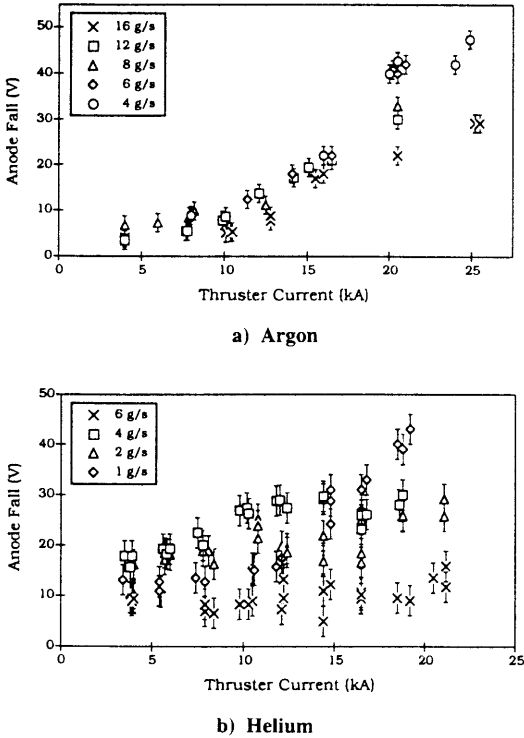 50
40
30
20
10
0
Anode Fall (V)
16 g/s
12 g/s
8 g/s
6 g/s
4 g/s
0 5 10 15 20 25
Thruster Current (kA)
a) Argon
50
40
30
20
10
0
Anode Fall (V)
6 g/s
4 g/s
2 g/s
1 g/s
0 5 10 15 20 25
Thruster Current (kA)
b) Helium